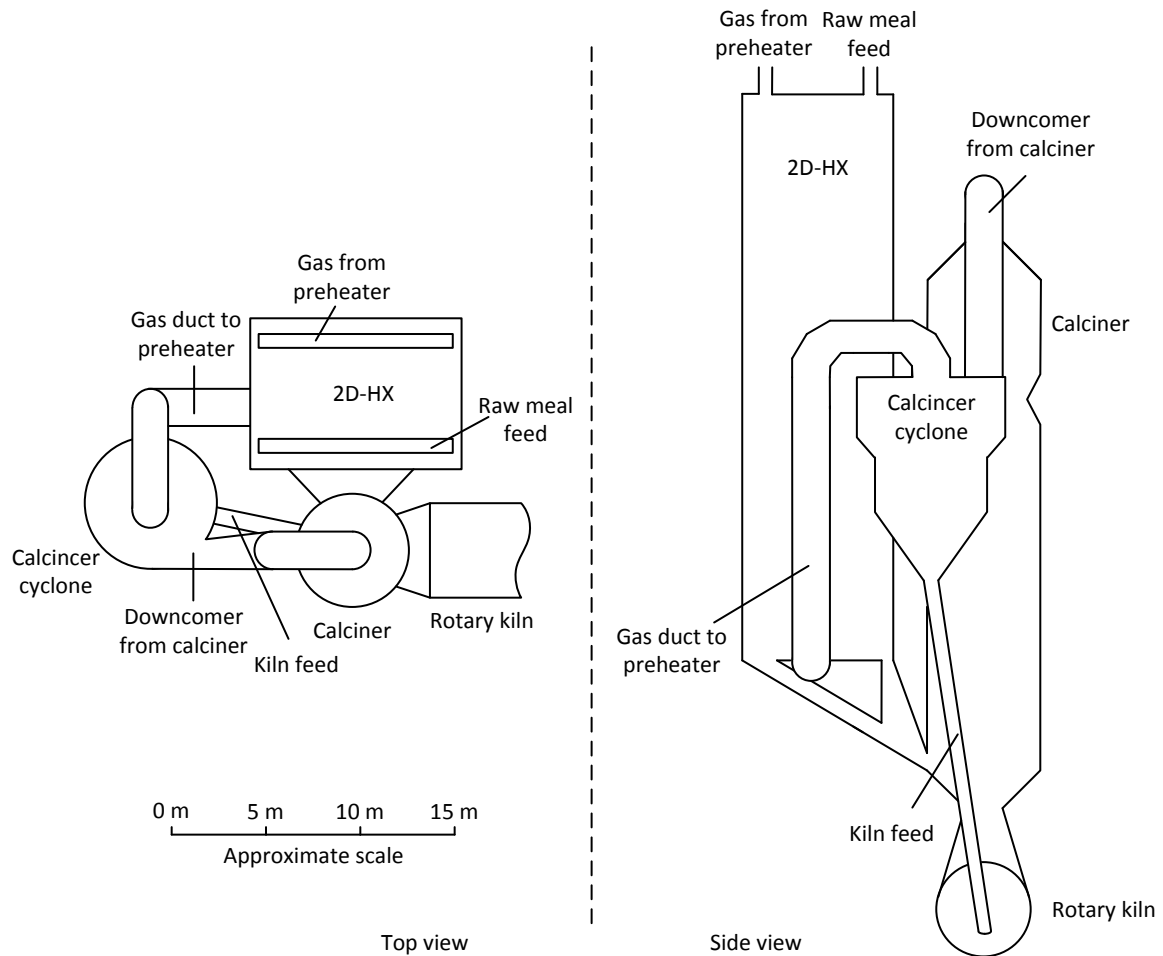 Gas from
preheater
Gas duct to
preheater
2D-HX
Raw meal
feed
Calcincer
cyclone
Downcomer
from calciner
Kiln feed
Calciner
Rotary kiln
0 m 5 m 10 m 15 m
Approximate scale
Top view
Gas from
preheater
Raw meal
feed
2D-HX
Downcomer
from calciner
Calciner
Calcincer
cyclone
Gas duct to
preheater
Kiln feed
Rotary kiln
Side view